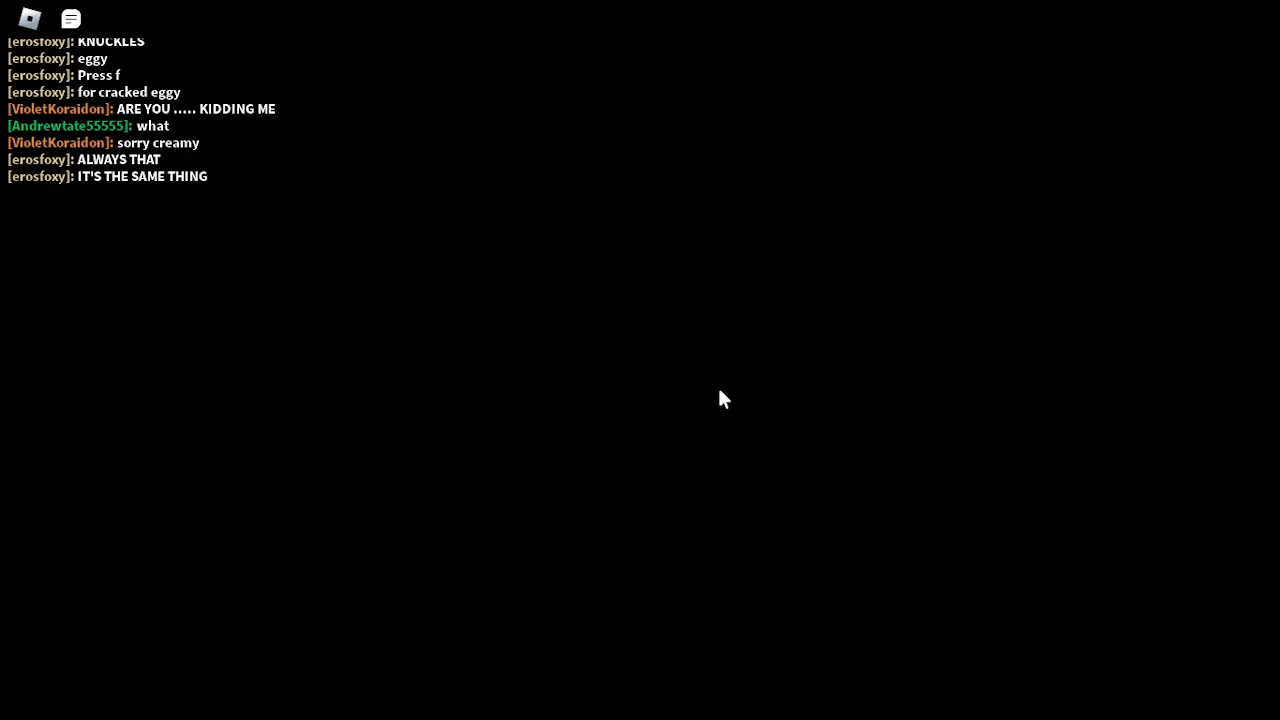 [erosfoxy]: KNUCKLES
[erosfoxy]: eggy
[erosfoxy]: Press f
[erosfoxy]: for cracked eggy
[VioletKoraidon]: ARE YOU ..... KIDDING ME
[Andrewtate55555]: what
[VioletKoraidon]: sorry creamy
[erosfoxy]: ALWAYS THAT
[erosfoxy]: IT'S THE SAME THING